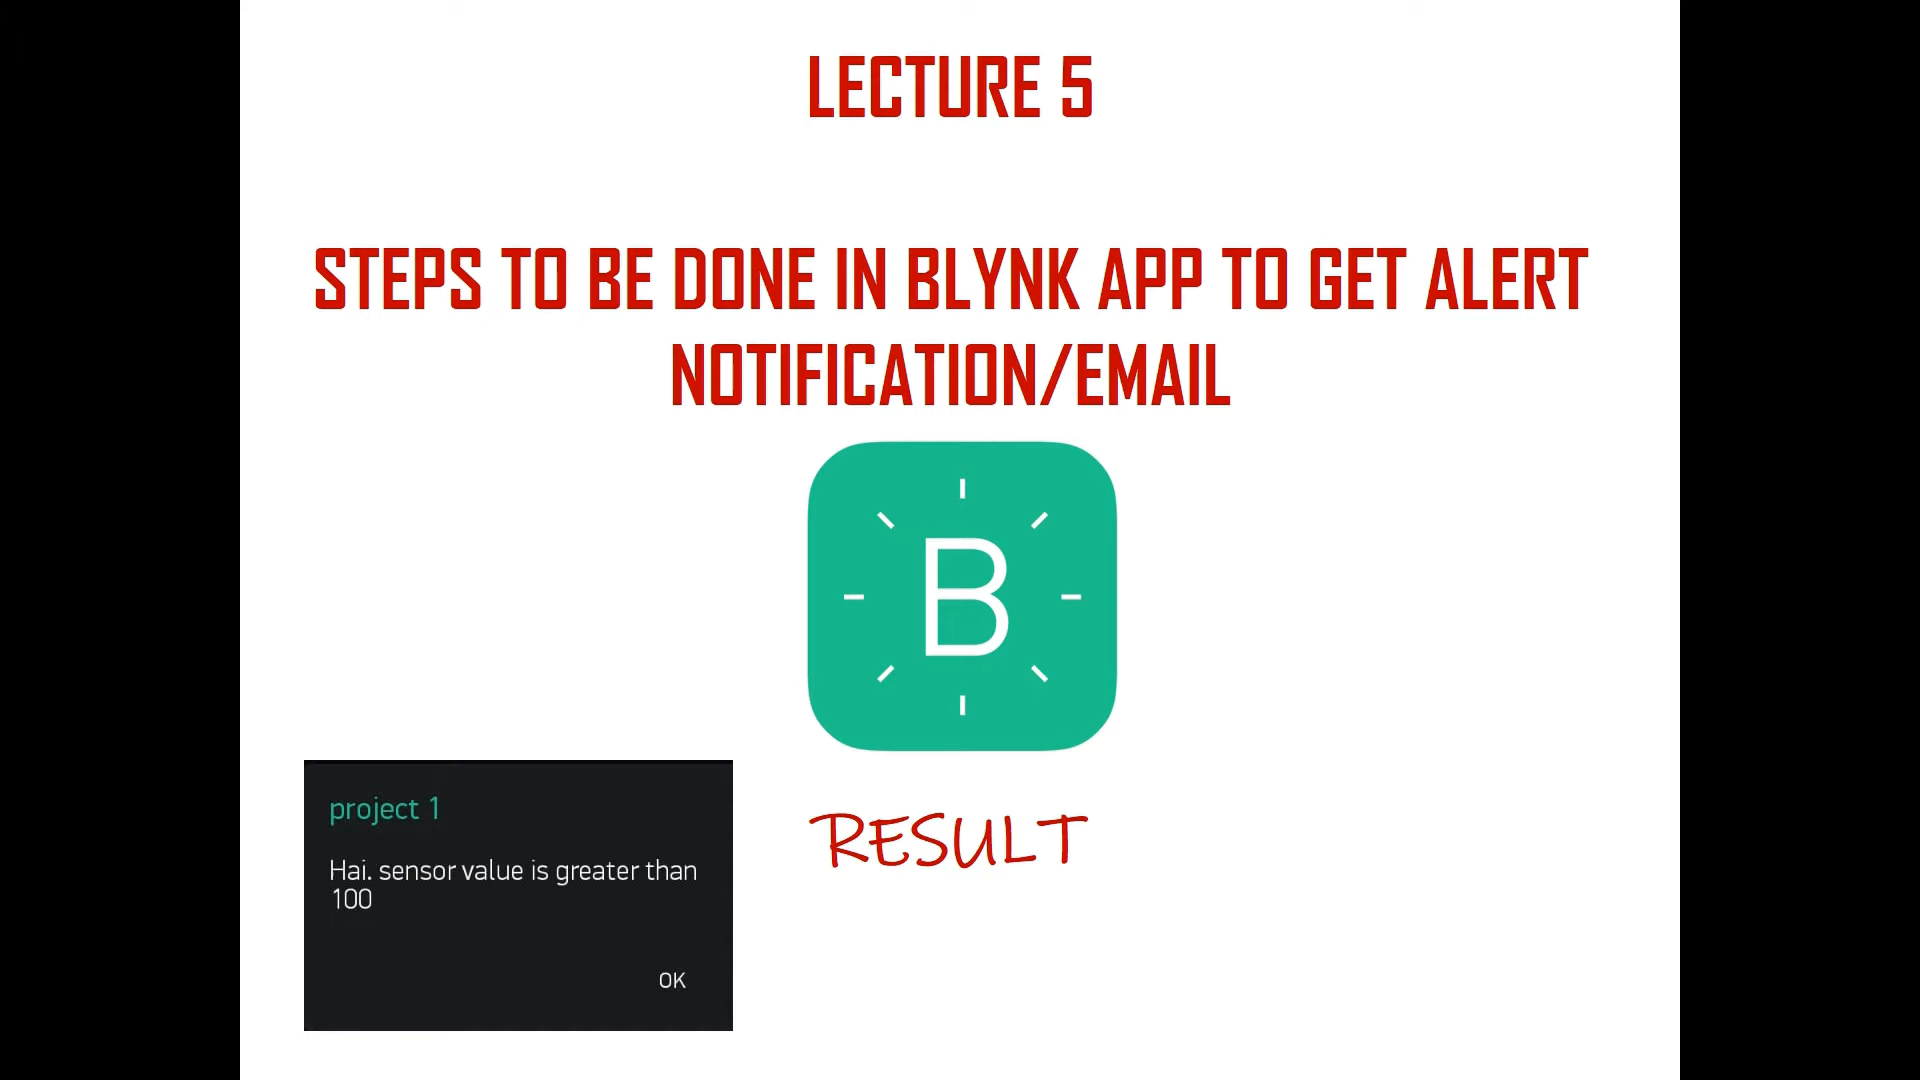 LECTURE 5
STEPS TO BE DONE IN BLYNK APP TO GET ALERT
NOTIFICATION/EMAIL
B
RESULT
project 1
Hai. sensor value is greater than
100
OK